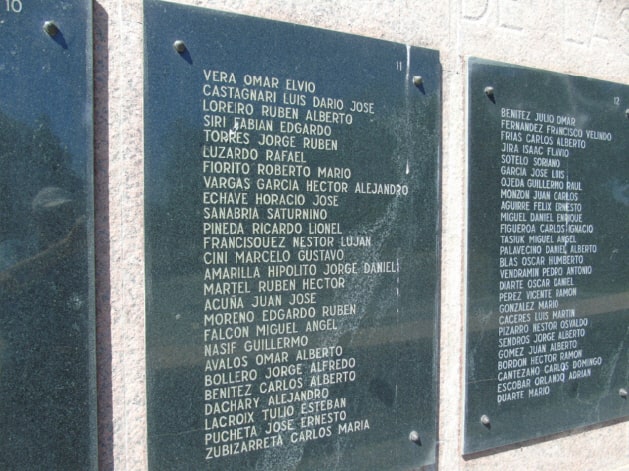 10
DE LA
11
VERA OMAR ELVIO
CASTAGNARI LUIS DARIO JOSE
LOREIRO RUBEN ALBERTO
SIRI FABIAN EDGARDO
TORRES JORGE RUBEN
LUZARDO RAFAEL
FIORITO ROBERTO MARIO
VARGAS GARCIA HECTOR ALEJANDRO
ECHAVE HORACIO JOSE
SANABRIA SATURNINO
PINEDA RICARDO LIONEL
FRANCISQUEZ NESTOR LUJAN
CINI MARCELO GUSTAVO
AMARILLA HIPOLITO JORGE DANIEL
MARTEL RUBEN HECTOR
ACUÑA JUAN JOSE
MORENO EDGARDO RUBEN
FALCON MIGUEL ANGEL
NASIF GUILLERMO
AVALOS OMAR ALBERTO
BOLLERO JORGE ALFREDO
BENITEZ CARLOS ALBERTO
DACHARY ALEJANDRO
LACROIX TULIO ESTEBAN
PUCHETA JOSE ERNESTO
ZUBIZARRETA CARLOS MARIA
12
BENITEZ JULIO OMAR
FERNANDEZ FRANCISCO VELINDO
FRIAS CARLOS ALBERTO
JIRA ISAAC FLAVIO
SOTELO SORIANO
GARCIA JOSE LUIS
OJEDA GUILLERMO RAUL
MONZON JUAN CARLOS
AGUIRRE FELIX ERNESTO
MIGUEL DANIEL ENRIQUE
FIGUEROA CARLOS IGNACIO
TASIUK MIGUEL ANGEL
PALAVECINO DANIEL ALBERTO
BLAS OSCAR HUMBERTO
VENDRAMIN PEDRO ANTONIO
DIARTE OSCAR DANIEL
PEREZ VICENTE RAMON
GONZALEZ MARIO
CACERES LUIS MARTIN
PIZARRO NESTOR OSVALDO
SENDROS JORGE ALBERTO
GOMEZ JUAN ALBERTO
BORDON HECTOR RAMON
CANTEZANO CARLOS DOMINGO
ESCOBAR ORLANDO ADRIAN
DUARTE MARIO